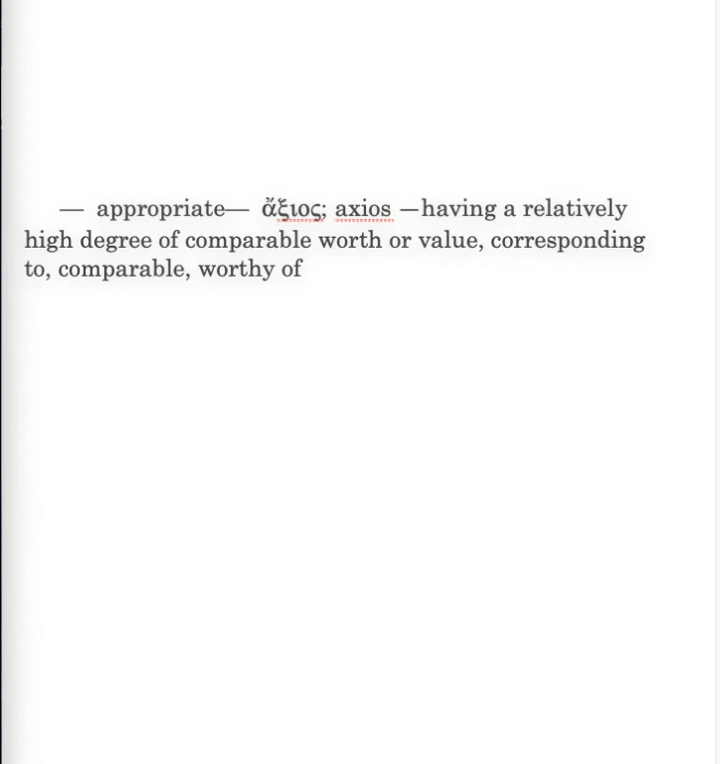 — appropriate— ἄξιος; axios —having a relatively
high degree of comparable worth or value, corresponding
to, comparable, worthy of